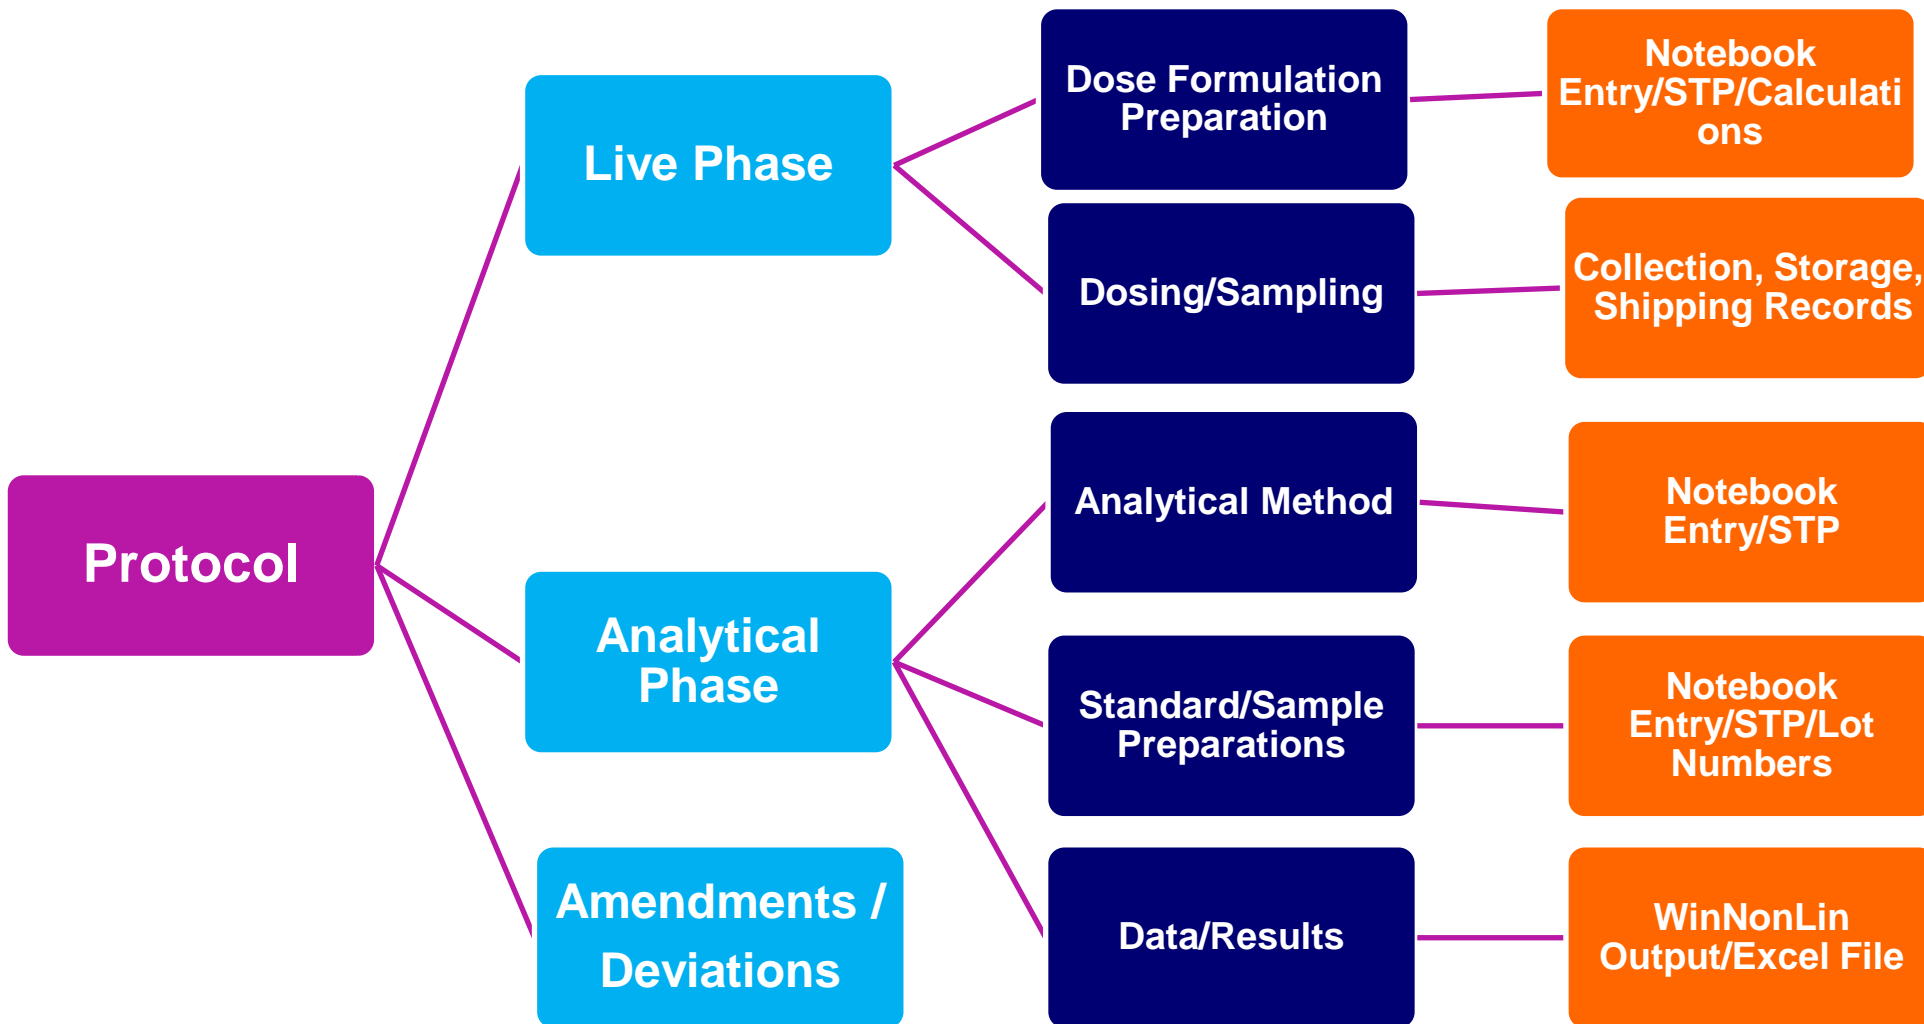 Protocol
Live Phase
Dose Formulation
Preparation
Notebook
Entry/STP/Calculati
ons
Dosing/Sampling
Collection, Storage,
Shipping Records
Analytical
Phase
Analytical Method
Notebook
Entry/STP
Standard/Sample
Preparations
Notebook
Entry/STP/Lot
Numbers
Data/Results
WinNonLin
Output/Excel File
Amendments /
Deviations